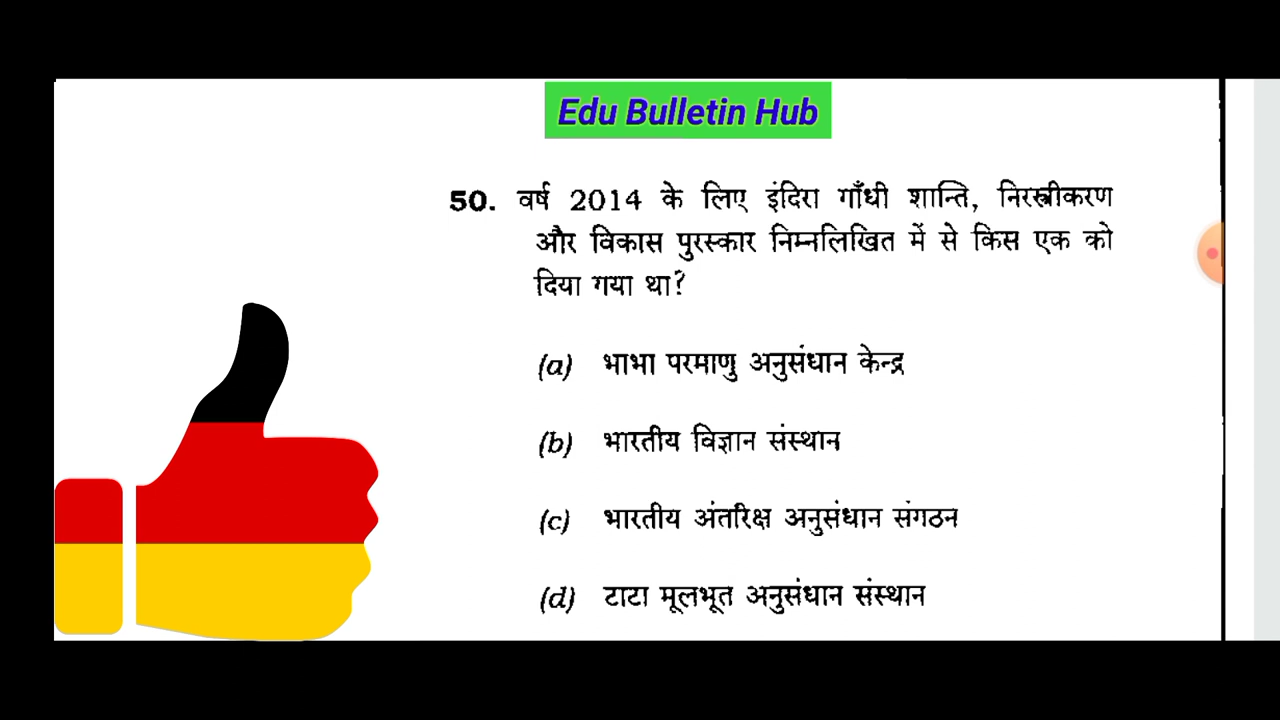 Edu Bulletin Hub
50. वर्ष 2014 के लिए इंदिरा गाँधी शान्ति, निरस्त्रीकरण
और विकास पुरस्कार निम्नलिखित में से किस एक को
दिया गया था?
(a) भाभा परमाणु अनुसंधान केन्द्र
(b) भारतीय विज्ञान संस्थान
(c) भारतीय अंतरिक्ष अनुसंधान संगठन
(d) टाटा मूलभूत अनुसंधान संस्थान